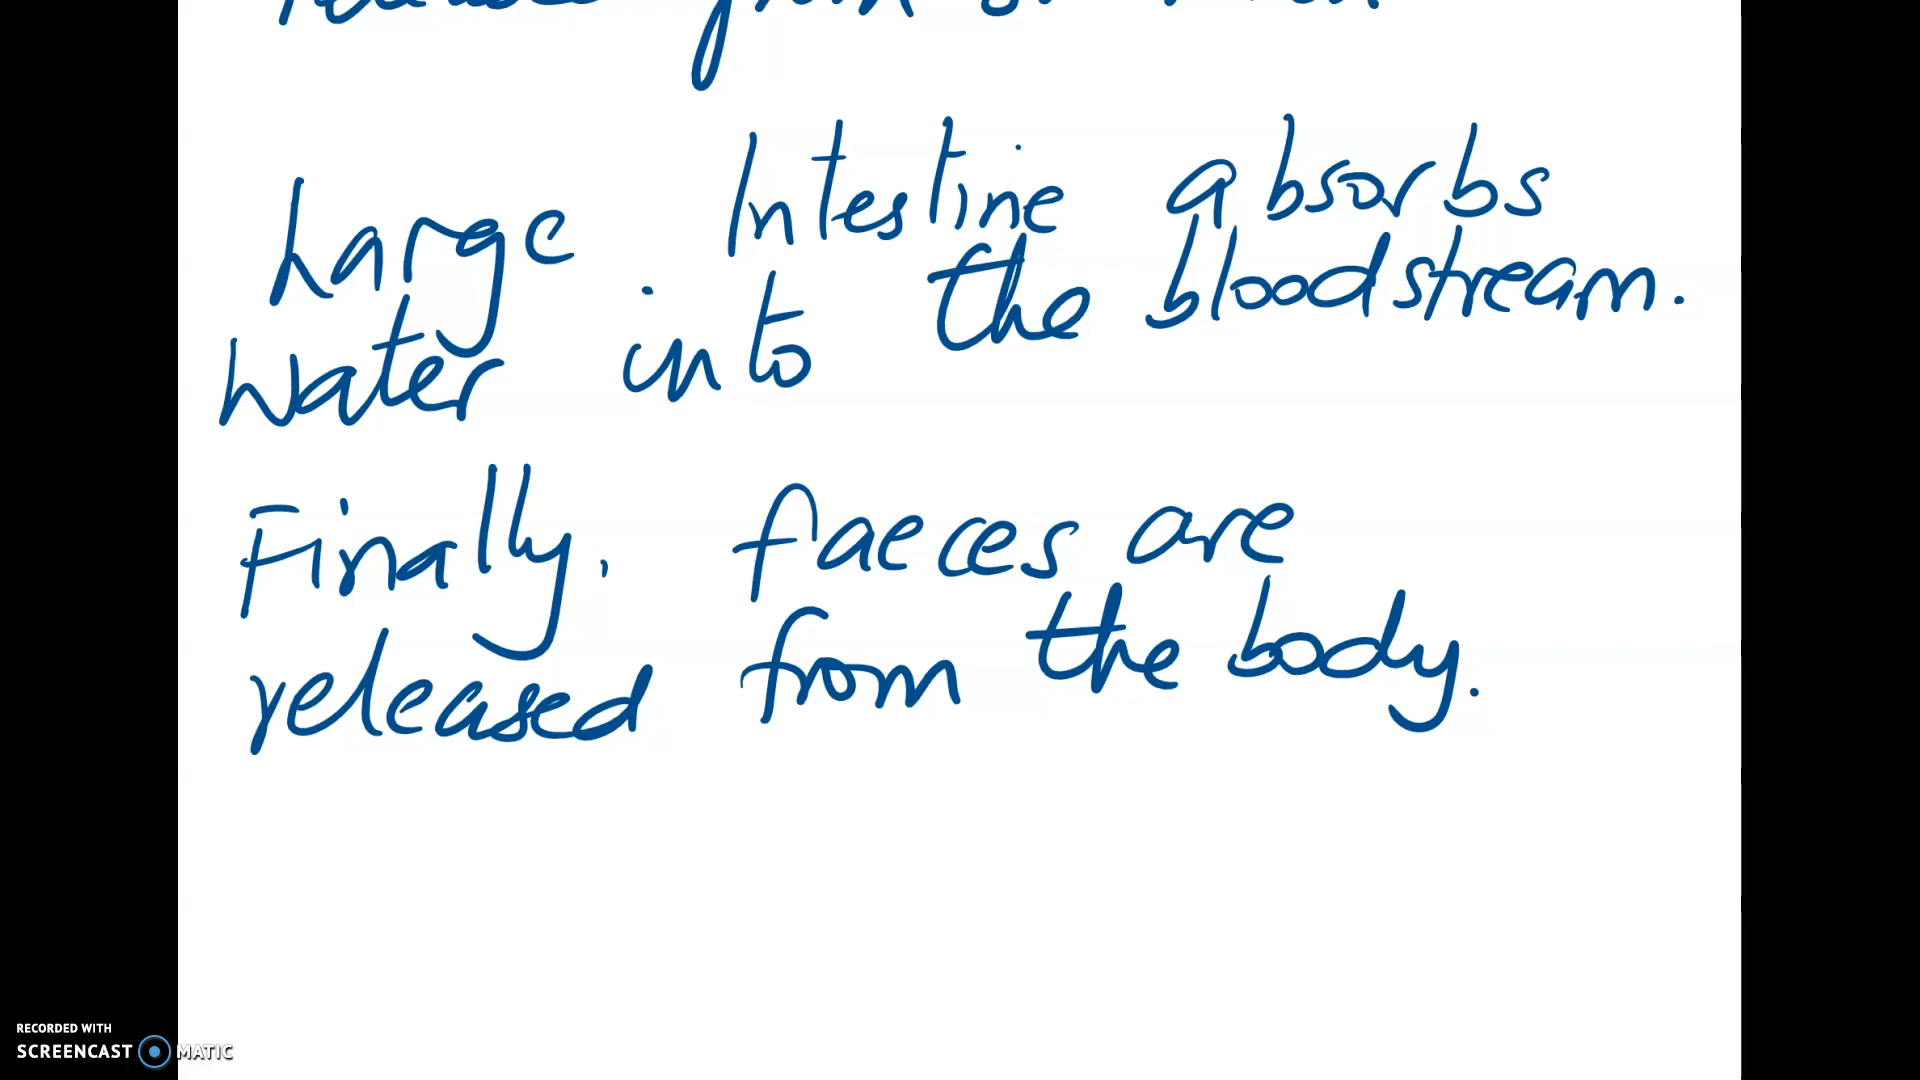 Large Intestine absorbs
water into the bloodstream.
Finally, faeces are
released from the body.
RECORDED WITH
SCREENCAST MATIC